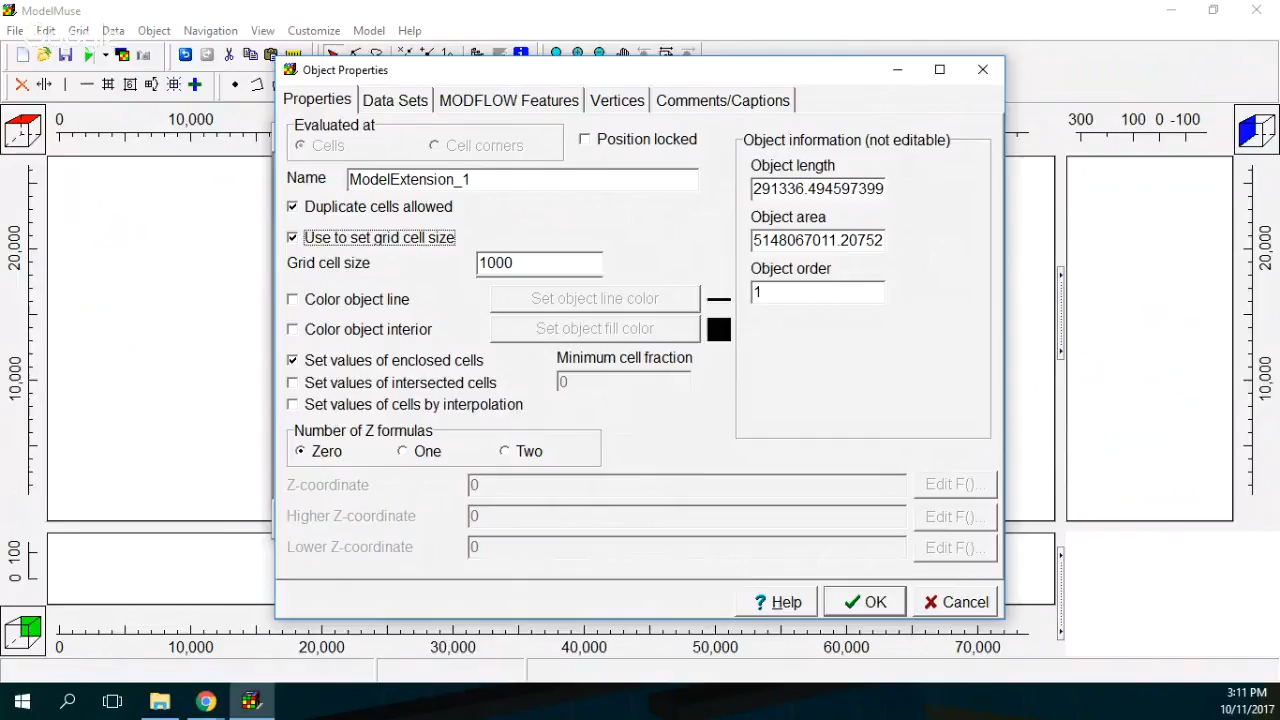 ModelMuse
File Edit Grid Data Object Navigation View Customize Model Help
Object Properties
Properties Data Sets MODFLOW Features Vertices Comments/Captions
Evaluated at
Cells Cell corners
Position locked
Name ModelExtension_1
Duplicate cells allowed
Use to set grid cell size
Grid cell size 1000
Color object line Set object line color
Color object interior Set object fill color
Set values of enclosed cells
Minimum cell fraction
Set values of intersected cells 0
Set values of cells by interpolation
Number of Z formulas
Zero One Two
Z-coordinate 0 Edit F()...
Higher Z-coordinate 0 Edit F()...
Lower Z-coordinate 0 Edit F()...
Object information (not editable)
Object length
291336.494597399
Object area
5148067011.20752
Object order
1
? Help OK Cancel
0 10,000
300 100 0 -100
20,000
10,000
20,000
10,000
0 100
0 10,000 20,000 30,000 40,000 50,000 60,000 70,000
3:11 PM
10/11/2017